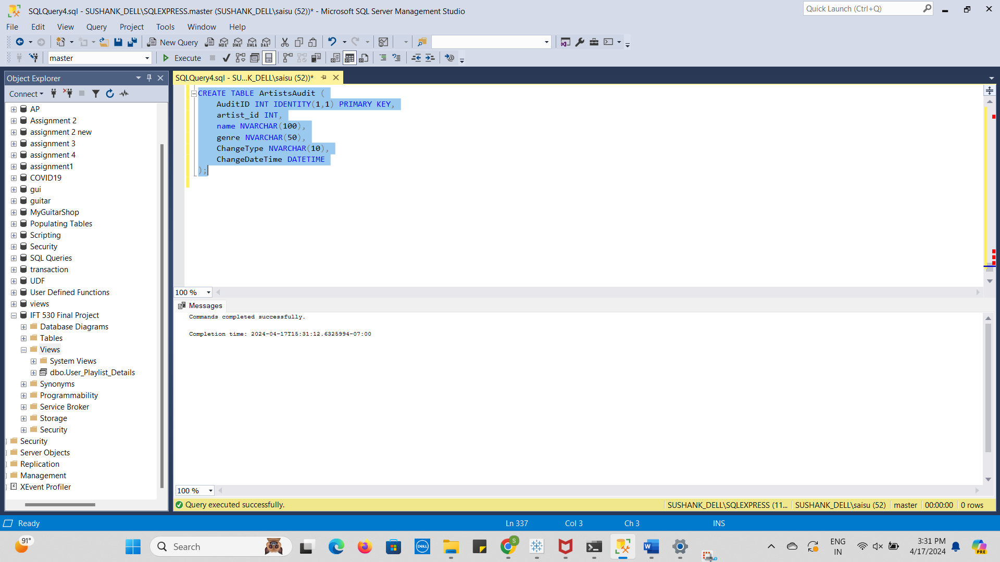 SQLQuery4.sql - SUSHANK_DELL\SQLEXPRESS.master (SUSHANK_DELL\saisu (52))* - Microsoft SQL Server Management Studio
Quick Launch (Ctrl+Q)
File Edit View Query Project Tools Window Help
New Query MDX DMX XMLA DAX
master Execute
Object Explorer
SQLQuery4.sql - SU...K_DELL\saisu (52))*
Connect
AP
Assignment 2
assignment 2 new
assignment 3
assignment 4
assignment1
COVID19
gui
guitar
MyGuitarShop
Populating Tables
Scripting
Security
SQL Queries
transaction
UDF
User Defined Functions
views
IFT 530 Final Project
Database Diagrams
Tables
Views
System Views
dbo.User_Playlist_Details
Synonyms
Programmability
Service Broker
Storage
Security
Security
Server Objects
Replication
Management
XEvent Profiler
CREATE TABLE ArtistsAudit (
AuditID INT IDENTITY(1,1) PRIMARY KEY,
artist_id INT,
name NVARCHAR(100),
genre NVARCHAR(50),
ChangeType NVARCHAR(10),
ChangeDateTime DATETIME
);
100 %
Messages
Commands completed successfully.
Completion time: 2024-04-17T15:31:12.6325994-07:00
100 %
Query executed successfully.
SUSHANK_DELL\SQLEXPRESS (11... SUSHANK_DELL\saisu (52) master 00:00:00 0 rows
Ready Ln 337 Col 3 Ch 3 INS
91°
Search
DELL
S
ENG
IN
3:31 PM
4/17/2024
PRE